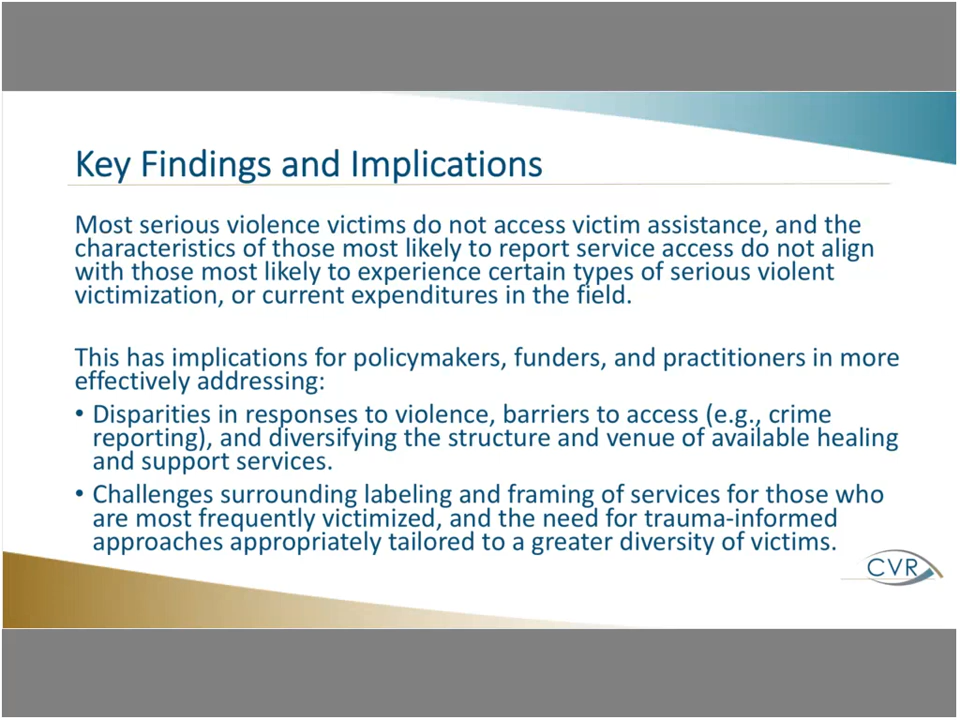 Key Findings and Implications
Most serious violence victims do not access victim assistance, and the
characteristics of those most likely to report service access do not align
with those most likely to experience certain types of serious violent
victimization, or current expenditures in the field.
This has implications for policymakers, funders, and practitioners in more
effectively addressing:
• Disparities in responses to violence, barriers to access (e.g., crime
reporting), and diversifying the structure and venue of available healing
and support services.
• Challenges surrounding labeling and framing of services for those who
are most frequently victimized, and the need for trauma-informed
approaches appropriately tailored to a greater diversity of victims.
CVR